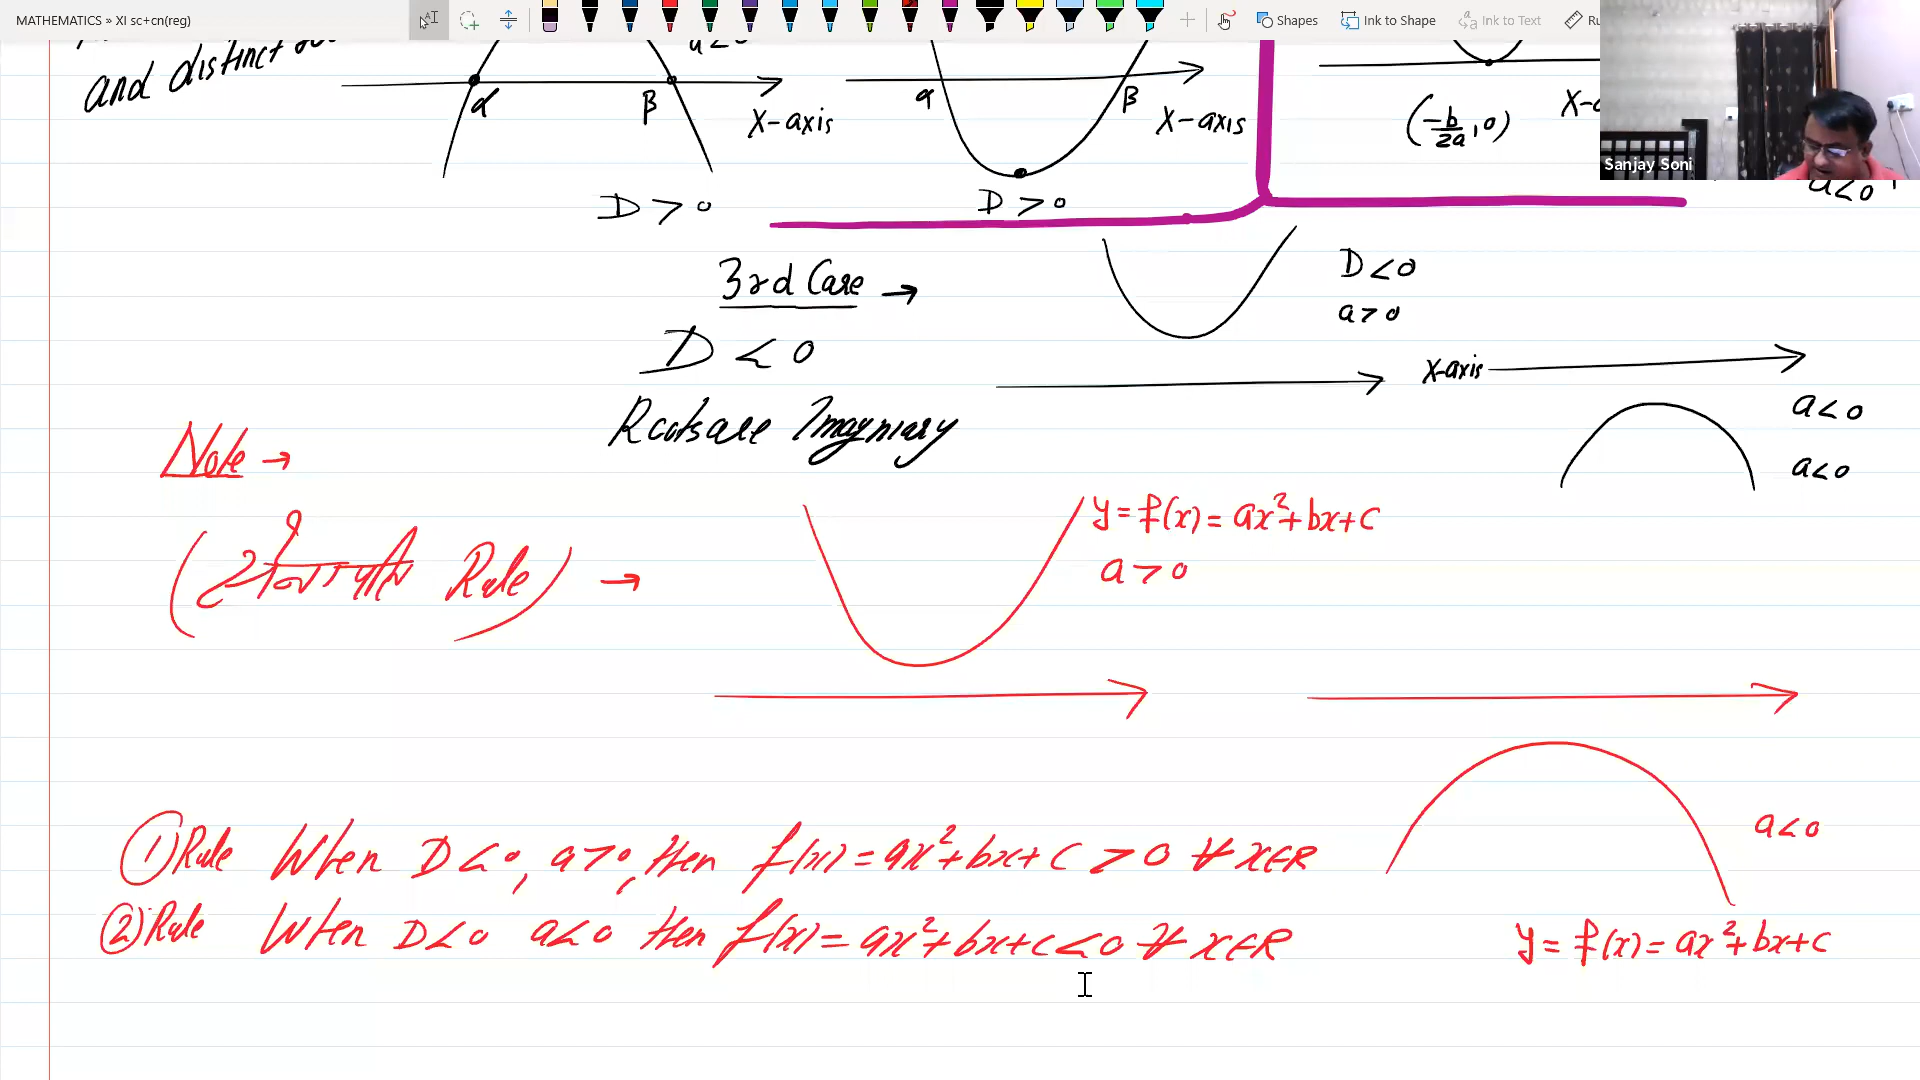 MATHEMATICS » XI sc+cn(reg)
Shapes
Ink to Shape
Ink to Text
Ru
and distinct
a<0
α
β
X-axis
D>0
α
β
X-axis
D>0
(-b/2a, 0)
X-a
Sanjay Soni
a<0
3rd Case →
D<0
a>0
D<0
X-axis
Roots are Imaginary
a<0
a<0
Note →
Rule) →
y = f(x) = ax²+bx+c
a>0
① Rule When D<0, a>0, then f(x) = ax²+bx+c > 0 ∀ x∈R
a<0
② Rule When D<0 a<0 then f(x) = ax²+bx+c<0 ∀ x∈R
y = f(x) = ax²+bx+c